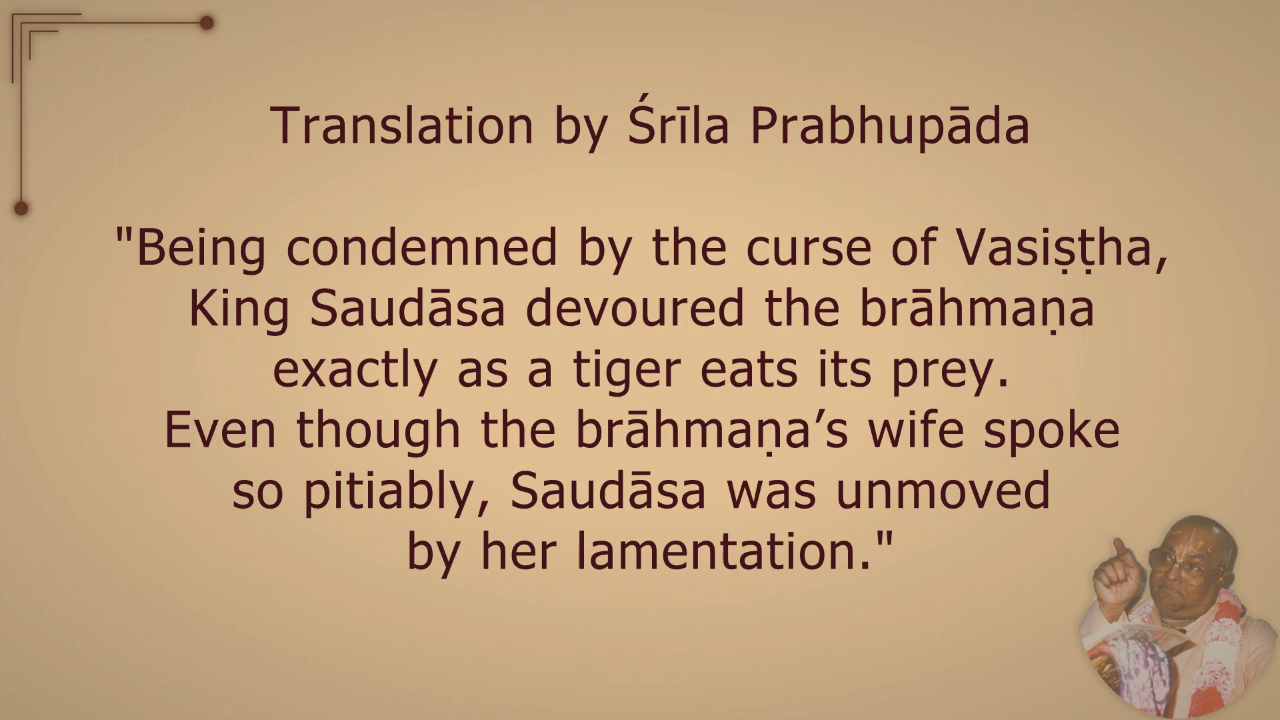 Translation by Śrīla Prabhupāda
"Being condemned by the curse of Vasiṣṭha,
King Saudāsa devoured the brāhmaṇa
exactly as a tiger eats its prey.
Even though the brāhmaṇa’s wife spoke
so pitiably, Saudāsa was unmoved
by her lamentation."